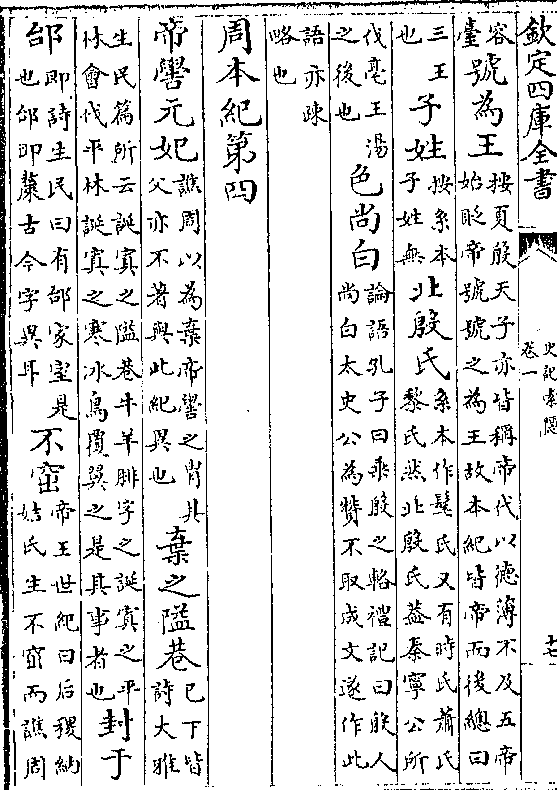 欽定四庫全書
史記索隱
卷一
十七
容
臺
號為王
按夏殷天子亦皆稱帝代以德薄不及五帝
始貶帝號號之為王故本紀皆帝而後總曰
三王
也
子姓
按系本
子姓無
北殷氏
系本作髦氏又有時氏蕭氏
黎氏然北殷氏蓋秦寧公所
伐亳王湯
之後也
色尚白
論語孔子曰乘殷之輅禮記曰殷人
尚白太史公為贊不取成文遂作此
語亦疎
略也
周本紀第四
帝嚳元妃
譙周以為棄帝嚳之胄其
父亦不著與此紀異也
棄之隘巷
已下皆
詩大雅
生民篇所云誕寘之隘巷牛羊腓字之誕寘之平
林會伐平林誕寘之寒冰鳥覆翼之是其事者也
封于
邰
即詩生民曰有邰家室是
也邰即斄古今字異耳
不窋
帝王世紀曰后稷納
姞氏生不窋而譙周